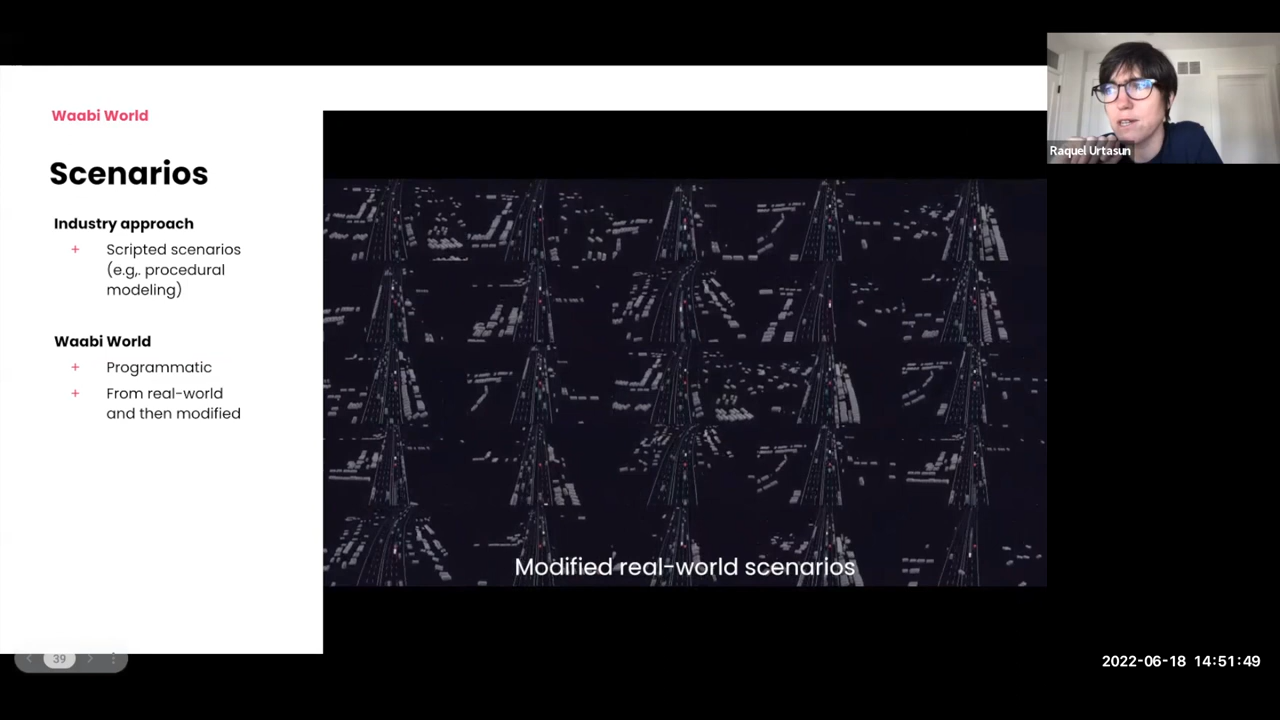 Waabi World
Scenarios
Industry approach
+ Scripted scenarios
(e.g,. procedural
modeling)
Waabi World
+ Programmatic
+ From real-world
and then modified
Modified real-world scenarios
Raquel Urtasun
39
2022-06-18 14:51:49